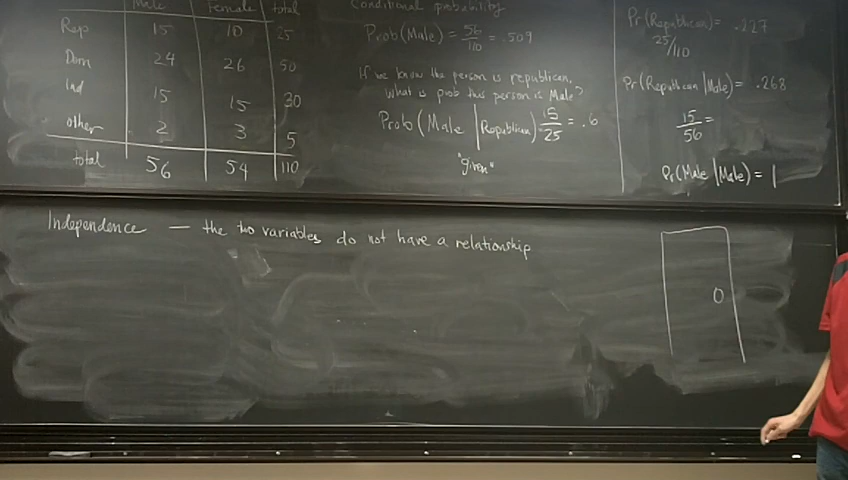 Male Female total
Rep 15 10 25
Dem 24 26 50
Ind 15 15 30
other 2 3 5
total 56 54 110
Conditional probability
Prob(Male) = 56/110 = .509
If we know the person is republican,
what is prob this person is Male?
Prob(Male | Republican) 15/25 = .6
"given"
Pr(Republican) = .227
25/110
Pr(Republican | Male) = .268
15/56 =
Pr(Male | Male) = 1
Independence — the two variables do not have a relationship